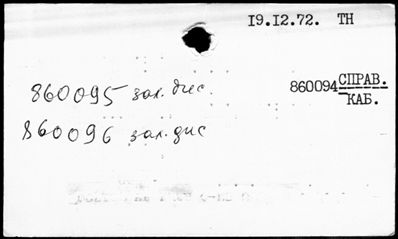 19.12.72. ТН
860094 СПРАВ.
КАБ.
860095 зал. дис.
860096 зал. дис